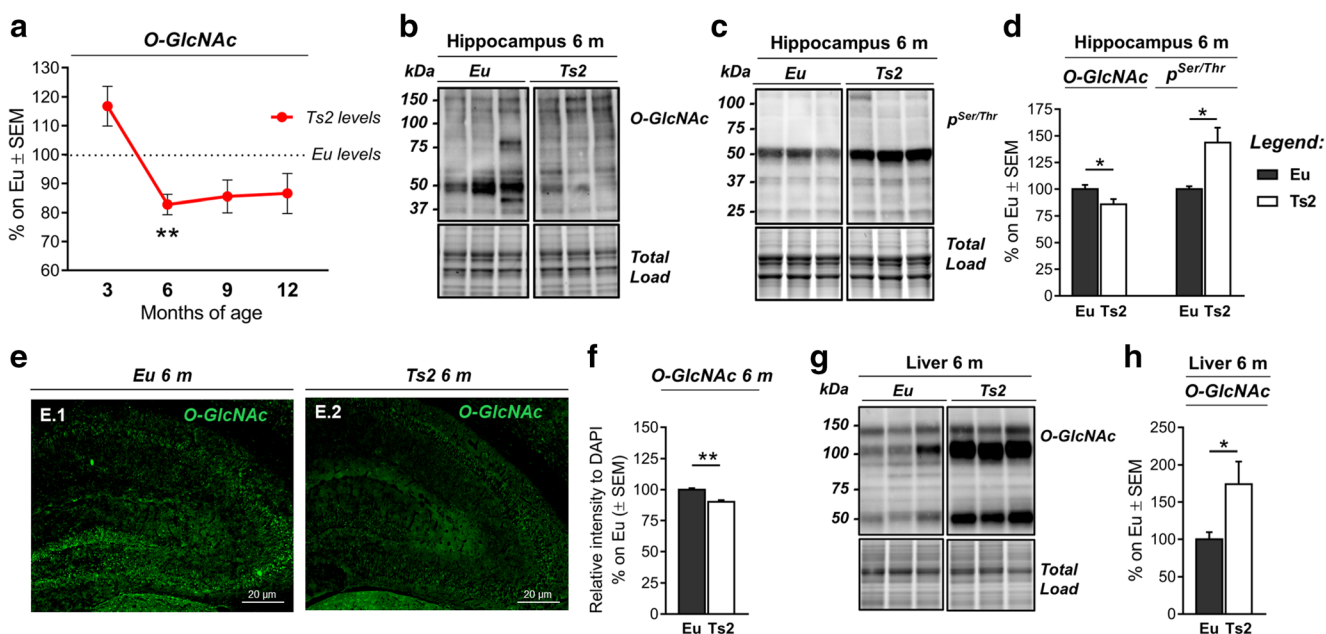 a
O-GlcNAc
% on Eu ± SEM
130
120
110
100
90
80
70
60
Ts2 levels
Eu levels
**
3 6 9 12
Months of age
b
Hippocampus 6 m
kDa Eu Ts2
150
100
75
50
37
O-GlcNAc
Total
Load
c
Hippocampus 6 m
kDa Eu Ts2
100
75
50
37
25
pSer/Thr
Total
Load
d
Hippocampus 6 m
O-GlcNAc pSer/Thr
% on Eu ± SEM
175
150
125
100
75
50
25
0
*
*
Eu Ts2 Eu Ts2
Legend:
Eu
Ts2
e
Eu 6 m Ts2 6 m
E.1 O-GlcNAc
20 µm
E.2 O-GlcNAc
20 µm
f
O-GlcNAc 6 m
Relative intensity to DAPI
% on Eu (± SEM)
150
125
100
75
50
25
0
**
Eu Ts2
g
Liver 6 m
kDa Eu Ts2
150
100
50
O-GlcNAc
Total
Load
h
Liver 6 m
O-GlcNAc
% on Eu ± SEM
250
200
150
100
50
0
*
Eu Ts2